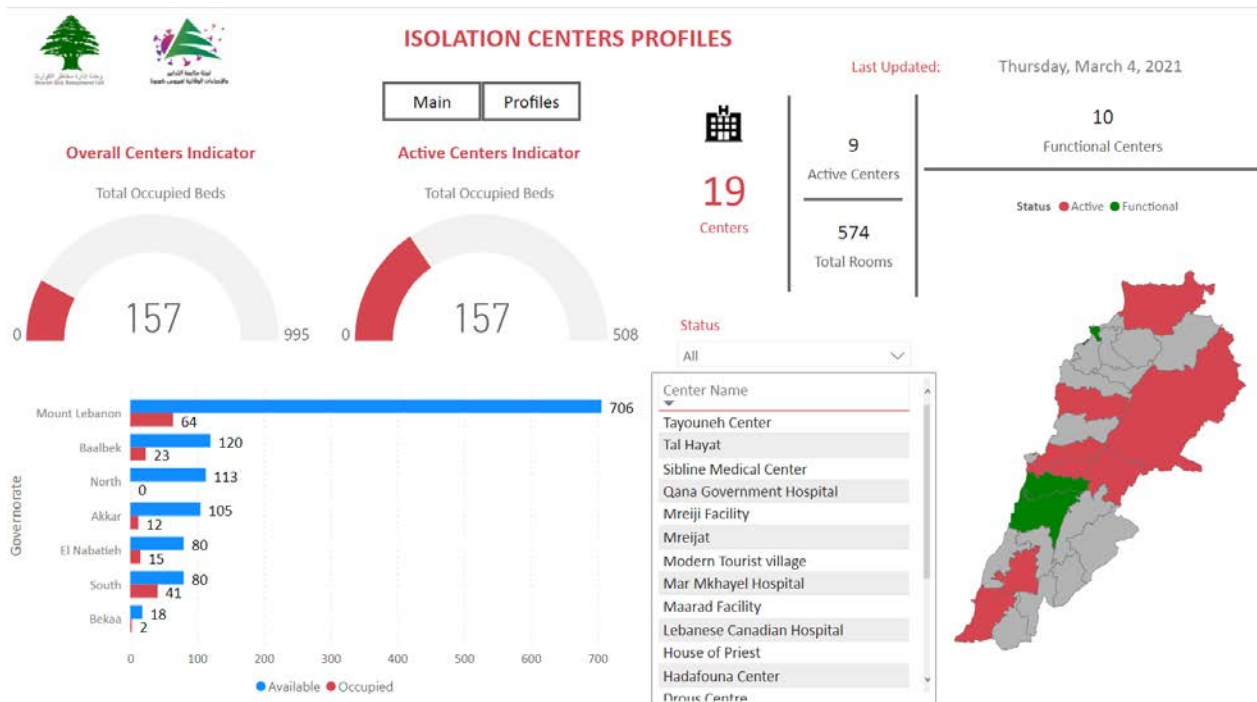 ISOLATION CENTERS PROFILES
Last Updated:
Thursday, March 4, 2021
Main
Profiles
Overall Centers Indicator
Total Occupied Beds
0
157
995
Active Centers Indicator
Total Occupied Beds
0
157
508
19
Centers
9
Active Centers
574
Total Rooms
10
Functional Centers
Status Active Functional
Status
All
Center Name
Tayouneh Center
Tal Hayat
Sibline Medical Center
Qana Government Hospital
Mreiji Facility
Mreijat
Modern Tourist village
Mar Mkhayel Hospital
Maarad Facility
Lebanese Canadian Hospital
House of Priest
Hadafouna Center
Drous Centre
Governorate
Mount Lebanon
706
64
Baalbek
120
23
North
113
0
Akkar
105
12
El Nabatieh
80
15
South
80
41
Bekaa
18
2
0 100 200 300 400 500 600 700
Available Occupied